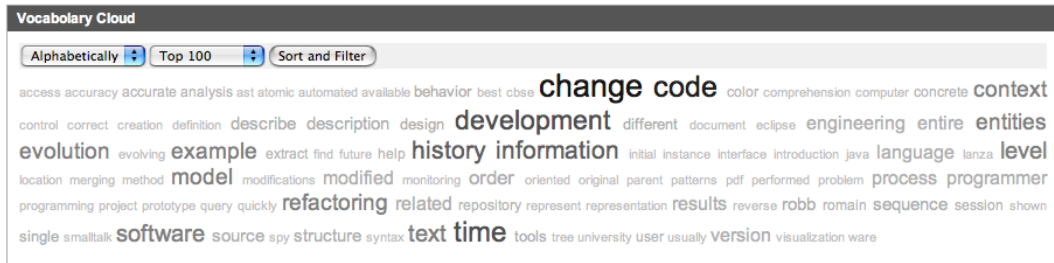 Vocabolary Cloud
Alphabetically Top 100 Sort and Filter
access accuracy accurate analysis ast atomic automated available behavior best cbse change code color comprehension computer concrete context
control correct creation definition describe description design development different document eclipse engineering entire entities
evolution evolving example extract find future help history information initial instance interface introduction java language lanza level
location merging method model modifications modified monitoring order oriented original parent patterns pdf performed problem process programmer
programming project prototype query quickly refactoring related repository represent representation results reverse robb romain sequence session shown
single smalltalk software source spy structure syntax text time tools tree university user usually version visualization ware